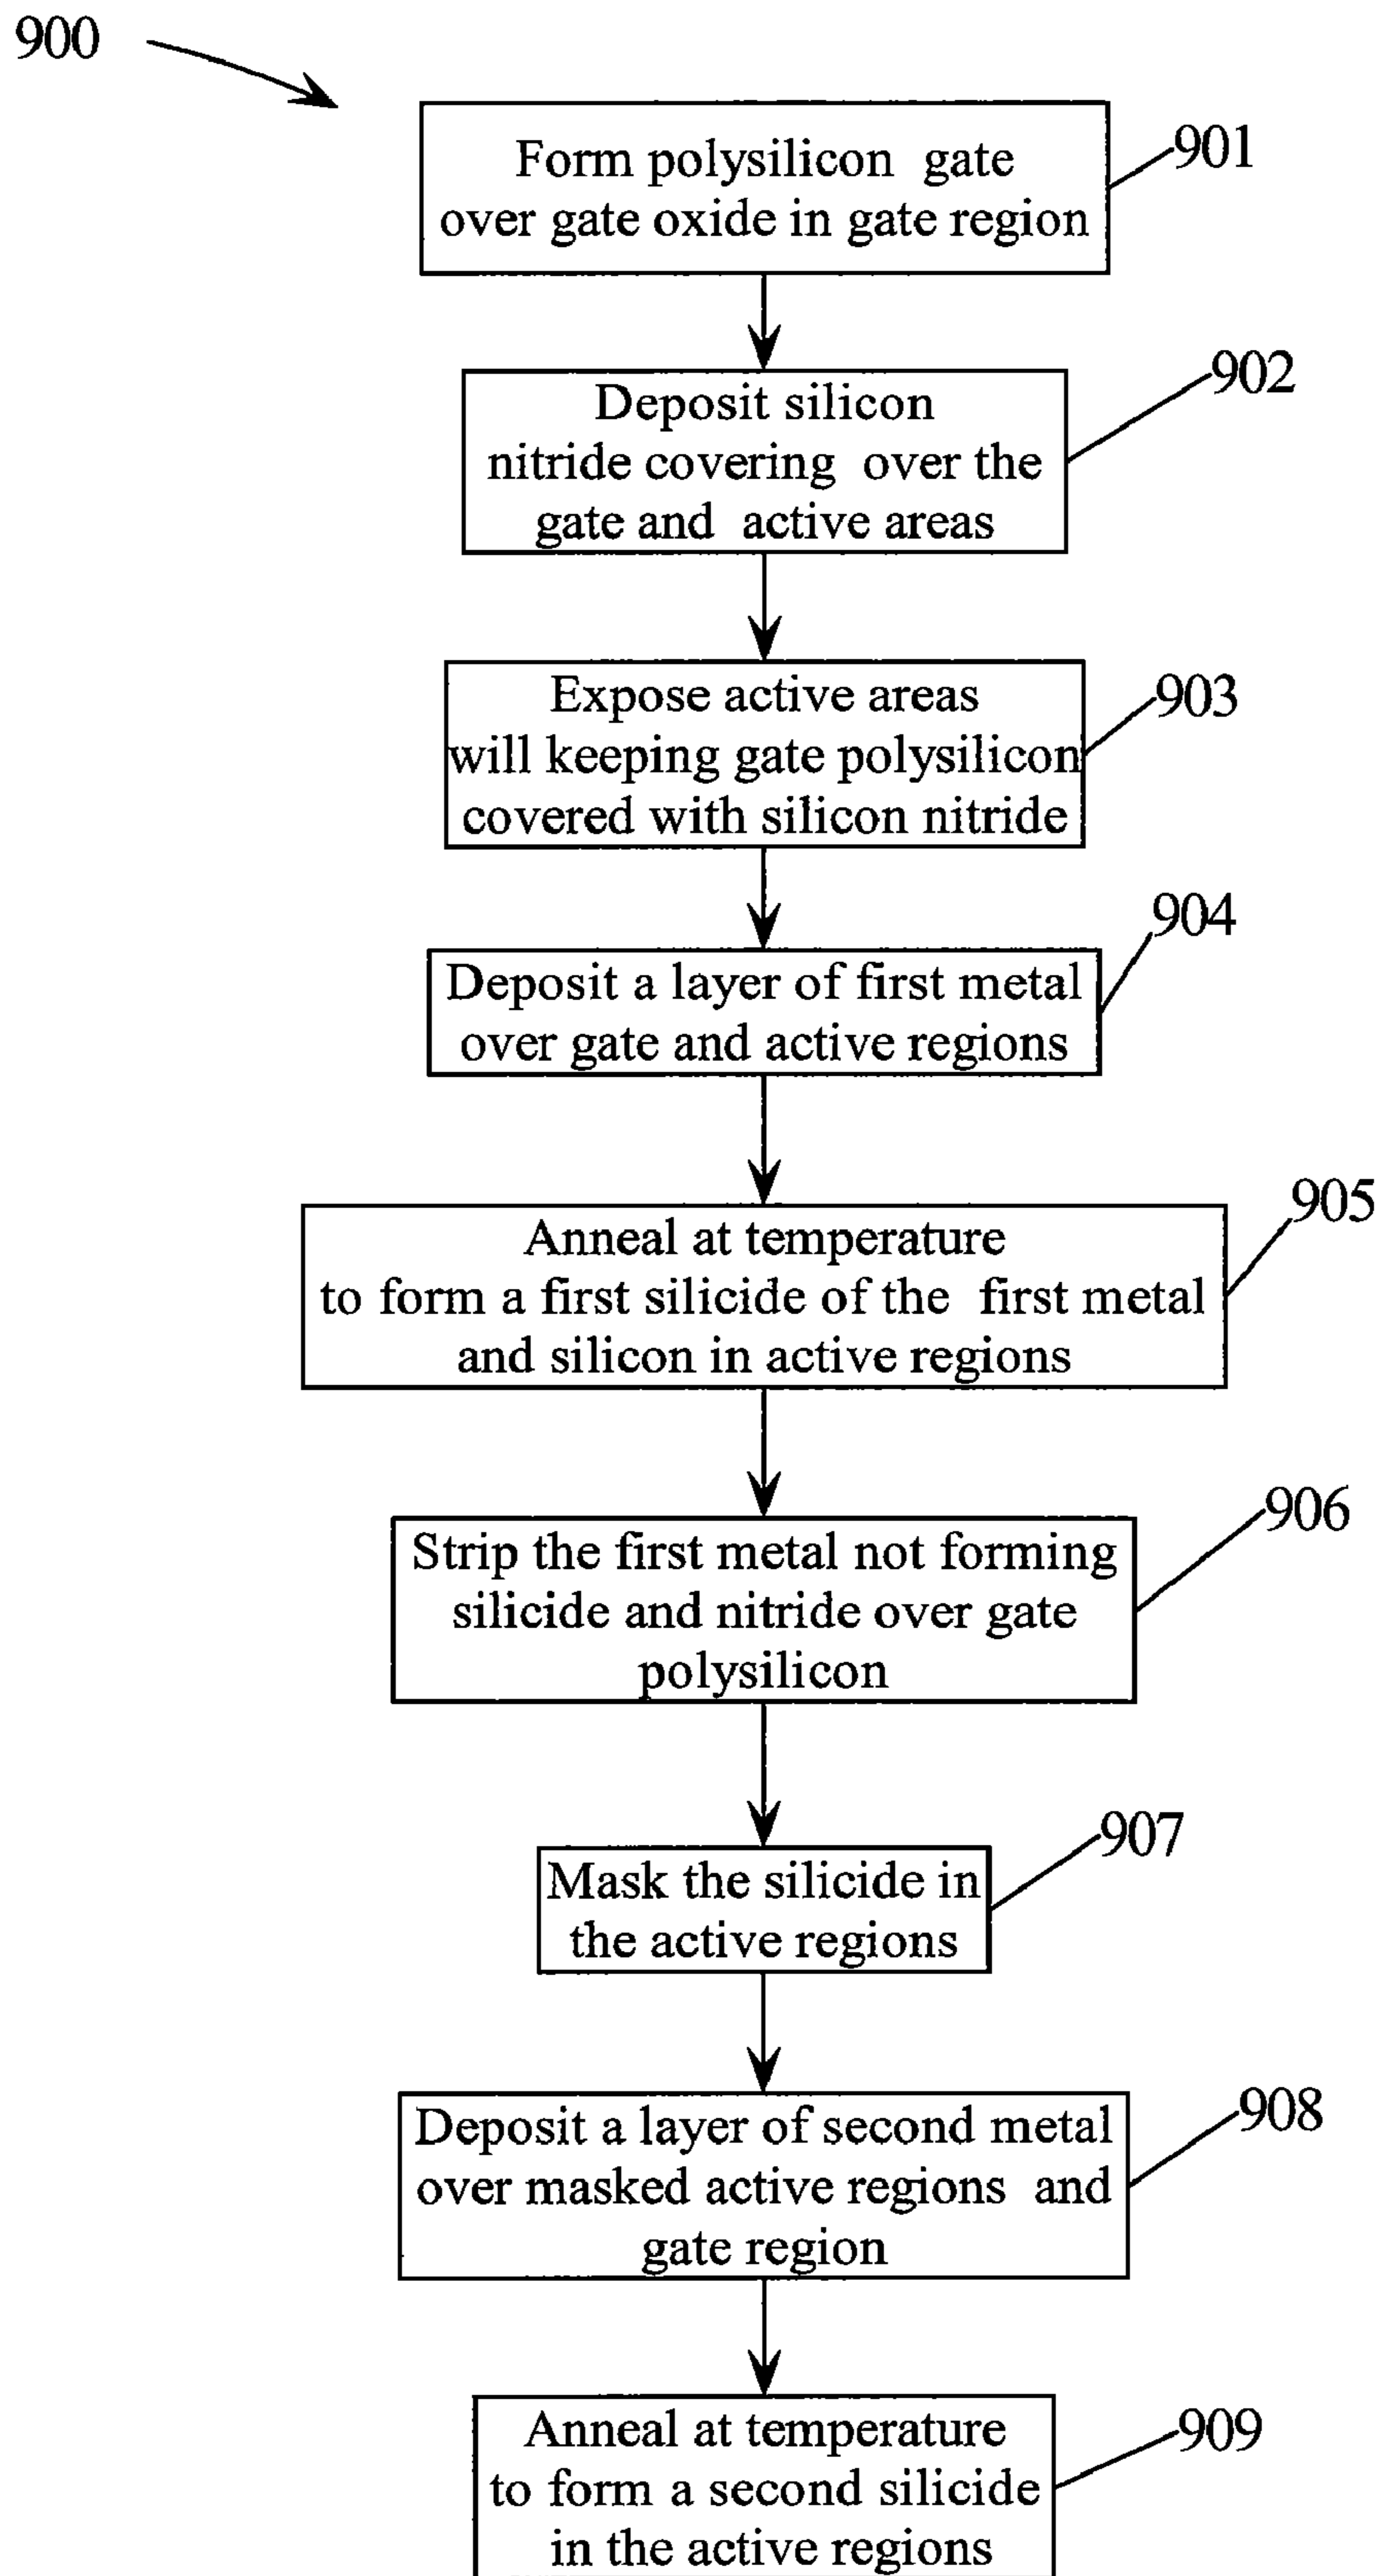 900
Form polysilicon gate
over gate oxide in gate region
901
Deposit silicon
nitride covering over the
gate and active areas
902
Expose active areas
will keeping gate polysilicon
covered with silicon nitride
903
Deposit a layer of first metal
over gate and active regions
904
Anneal at temperature
to form a first silicide of the first metal
and silicon in active regions
905
Strip the first metal not forming
silicide and nitride over gate
polysilicon
906
Mask the silicide in
the active regions
907
Deposit a layer of second metal
over masked active regions and
gate region
908
Anneal at temperature
to form a second silicide
in the active regions
909